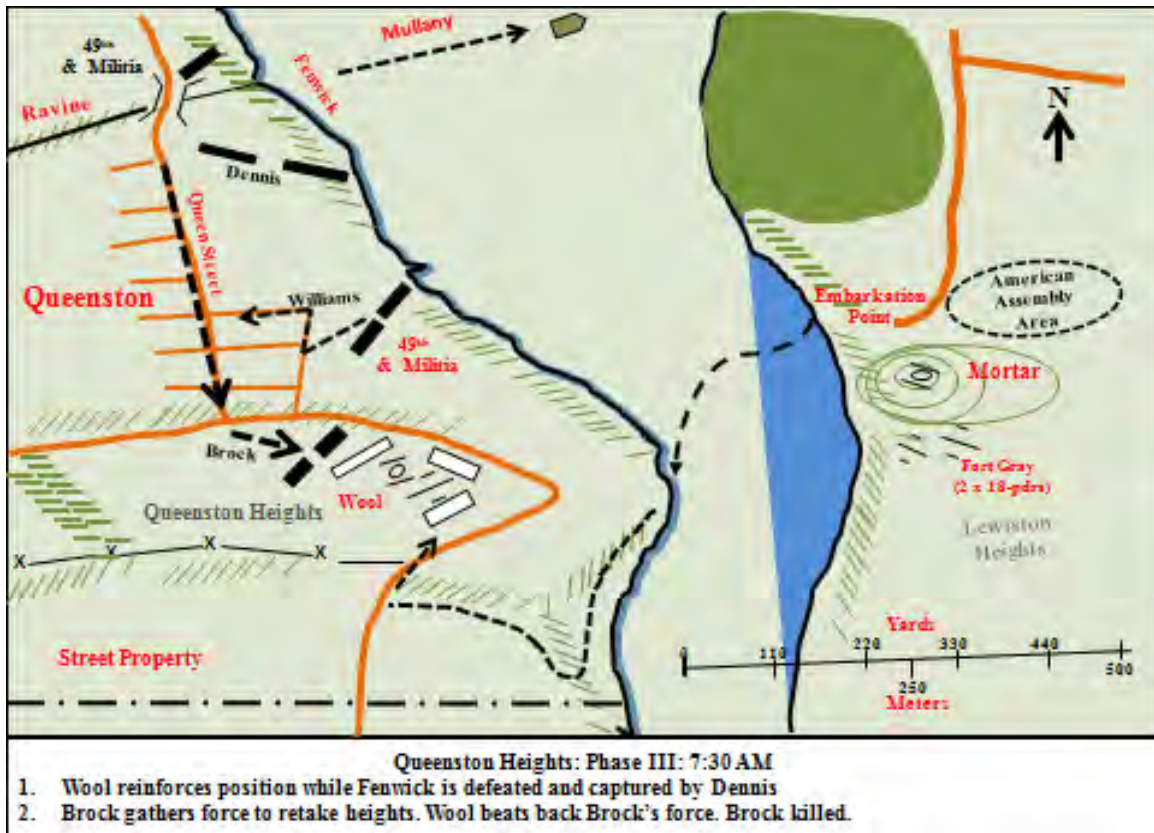 49th
& Militia
Mullany
Fenwick
Ravine
Dennis
N
Queen Street
Queenston
Williams
49th
& Militia
Embarkation
Point
American
Assembly
Area
Mortar
Brock
Wool
Queenston Heights
Fort Gray
(2 x 18-pdrs)
Lewiston
Heights
X X X X
Street Property
Yards
0 110 220 330 440 500
250
Meters
Queenston Heights: Phase III: 7:30 AM
1. Wool reinforces position while Fenwick is defeated and captured by Dennis
2. Brock gathers force to retake heights. Wool beats back Brock's force. Brock killed.